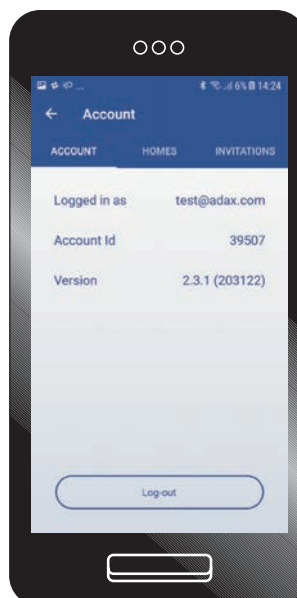 6% 14:24
← Account
ACCOUNT HOMES INVITATIONS
Logged in as test@adax.com
Account Id 39507
Version 2.3.1 (203122)
Log-out